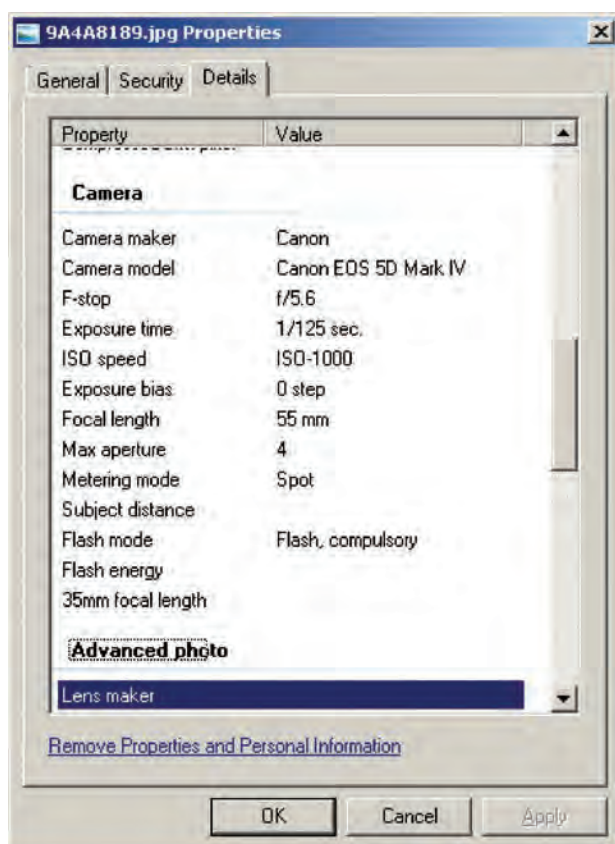 9A4A8189.jpg Properties
General Security Details
Property Value
Camera
Camera maker Canon
Camera model Canon EOS 5D Mark IV
F-stop f/5.6
Exposure time 1/125 sec.
ISO speed ISO-1000
Exposure bias 0 step
Focal length 55 mm
Max aperture 4
Metering mode Spot
Subject distance
Flash mode Flash, compulsory
Flash energy
35mm focal length
Advanced photo
Lens maker
Remove Properties and Personal Information
OK Cancel Apply